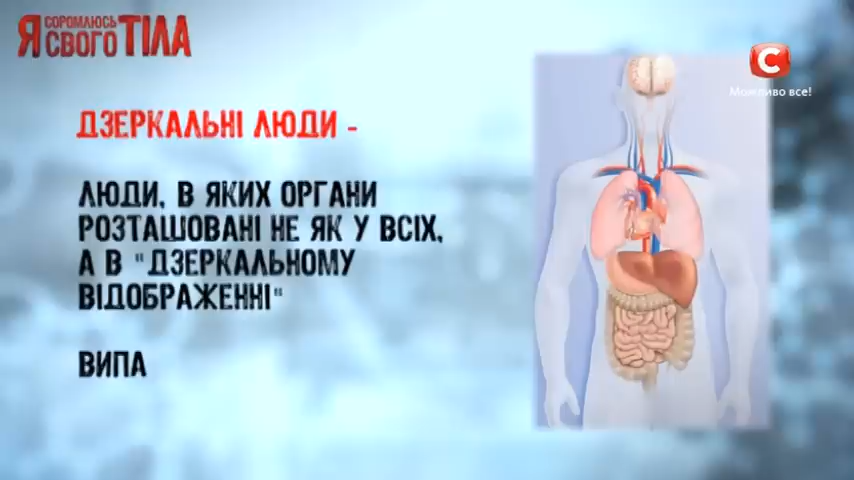 Я СОРОМЛЮСЬ СВОГО ТІЛА
С
Можливо все!
ДЗЕРКАЛЬНІ ЛЮДИ -
ЛЮДИ, В ЯКИХ ОРГАНИ
РОЗТАШОВАНІ НЕ ЯК У ВСІХ,
А В "ДЗЕРКАЛЬНОМУ
ВІДОБРАЖЕННІ"
ВИПА